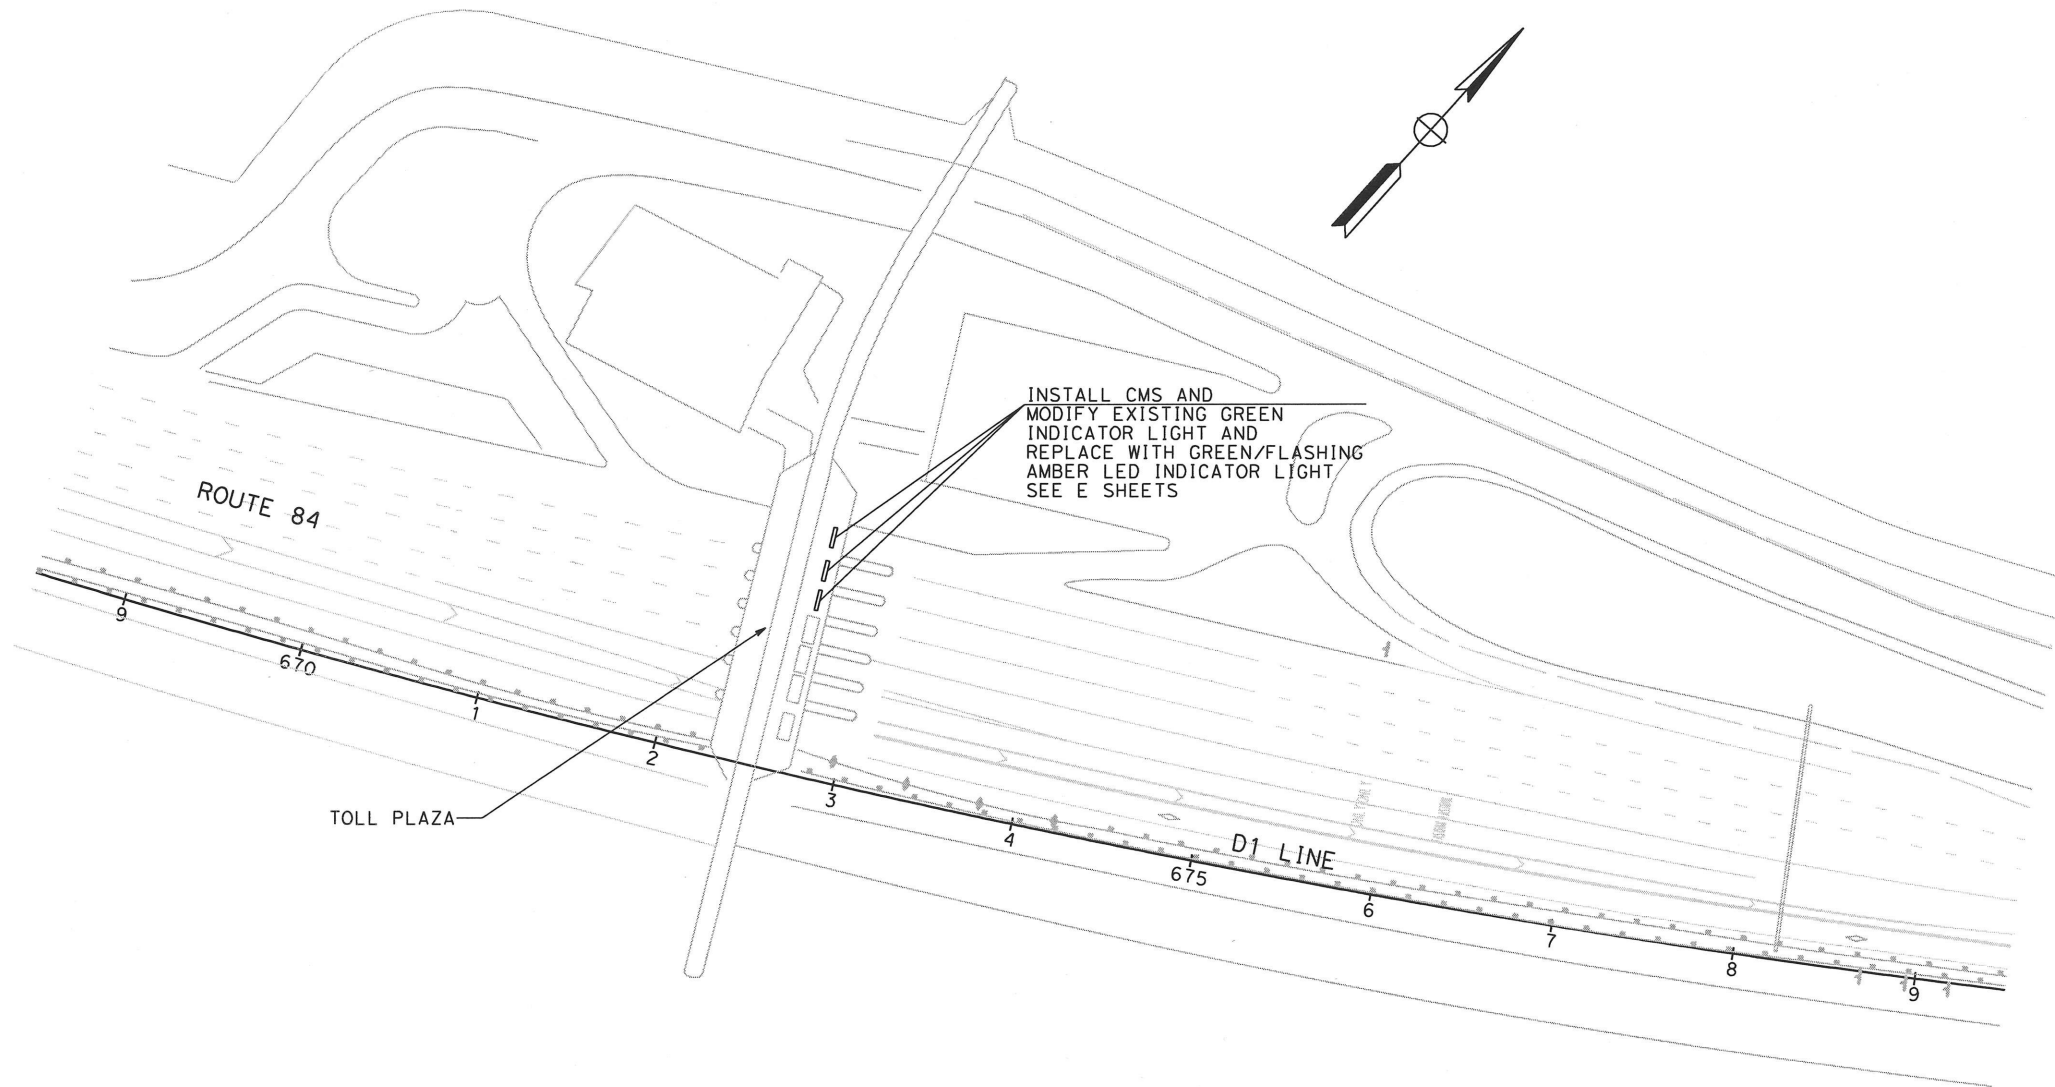 INSTALL CMS AND
MODIFY EXISTING GREEN
INDICATOR LIGHT AND
REPLACE WITH GREEN/FLASHING
AMBER LED INDICATOR LIGHT
SEE E SHEETS
ROUTE 84
9
670
1
2
TOLL PLAZA
3
4
D1 LINE
675
6
7
8
9